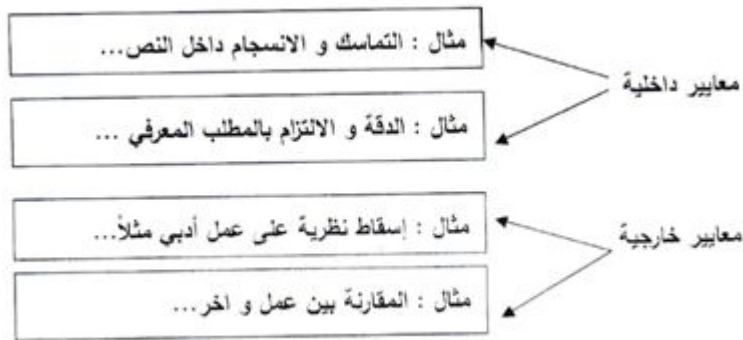 مثال : التماسك و الانسجام داخل النص...
معايير داخلية
مثال : الدقة و الالتزام بالمطلب المعرفي ...
مثال : إسقاط نظرية على عمل أدبي مثلاً...
معايير خارجية
مثال : المقارنة بين عمل و اخر...